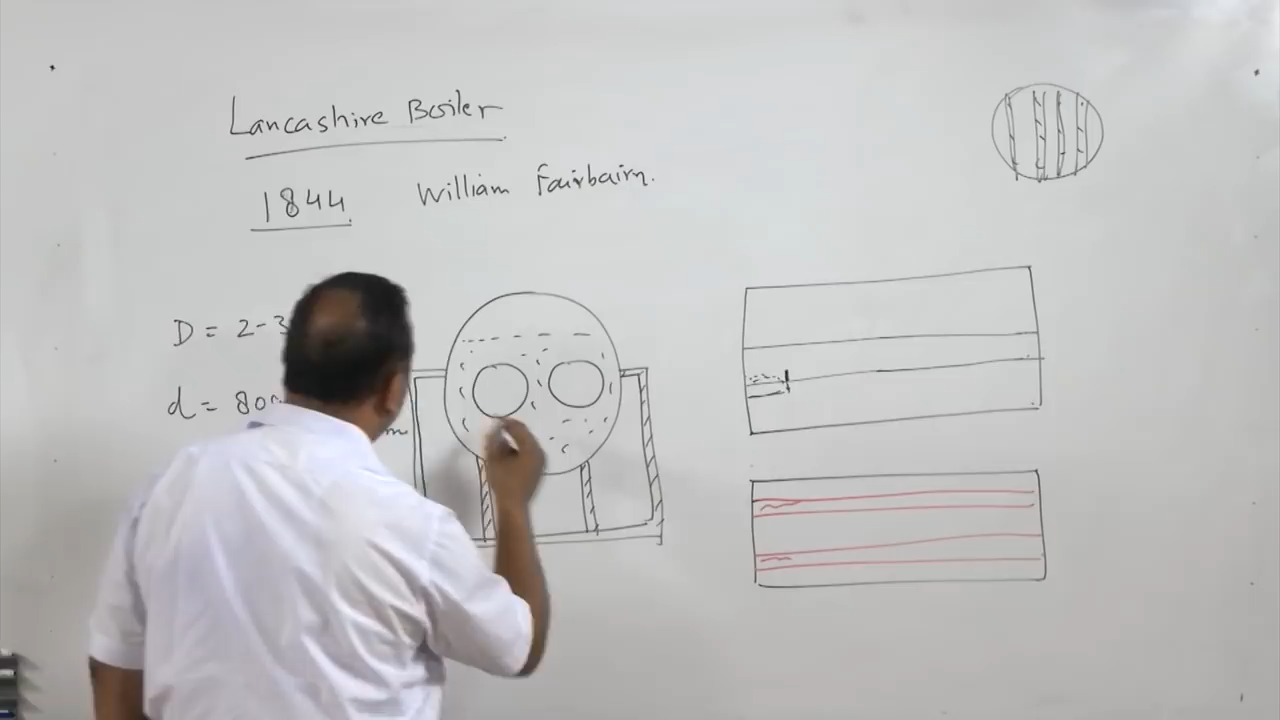 Lancashire Boiler
1844 William Fairbairn.
D = 2-3
d = 80
m